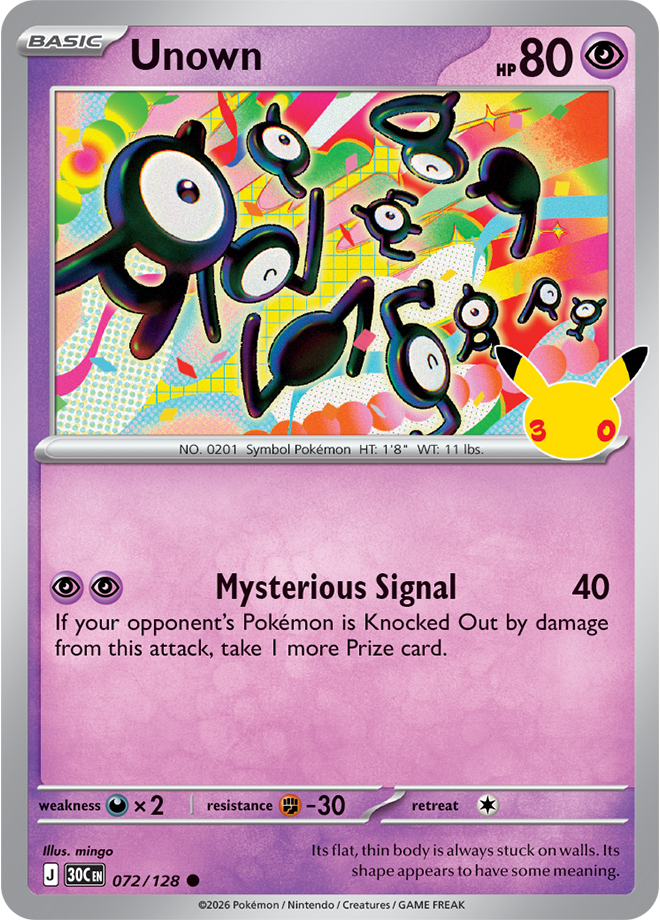 BASIC
Unown
HP 80
30
NO. 0201 Symbol Pokémon HT: 1'8" WT: 11 lbs.
Mysterious Signal 40
If your opponent's Pokémon is Knocked Out by damage
from this attack, take 1 more Prize card.
weakness ×2 resistance -30 retreat
Illus. mingo
Its flat, thin body is always stuck on walls. Its
shape appears to have some meaning.
J 30C EN 072/128
©2026 Pokémon / Nintendo / Creatures / GAME FREAK